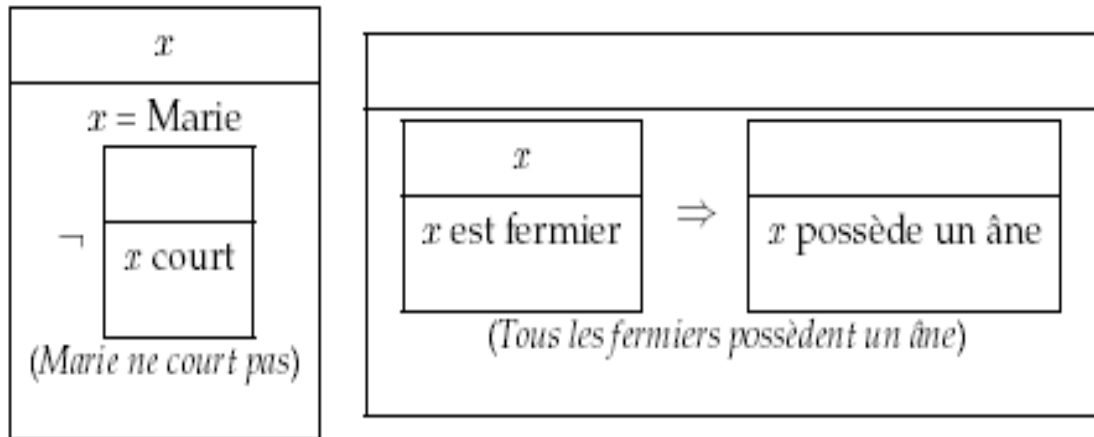 x
x = Marie
¬
x court
(Marie ne court pas)
x
x est fermier ⇒ x possède un âne
(Tous les fermiers possèdent un âne)